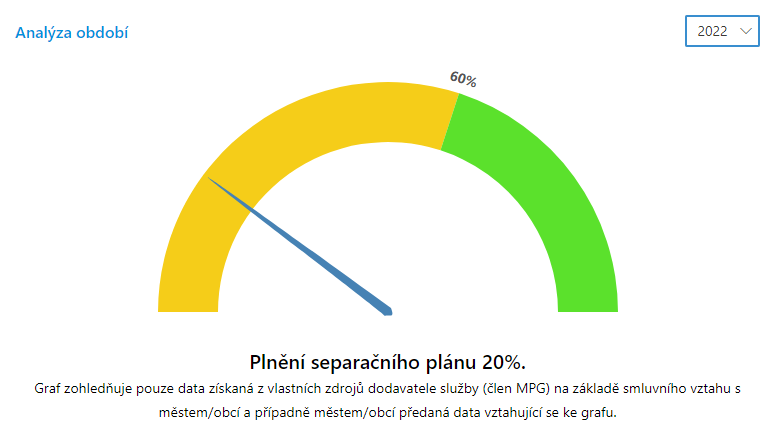 Analýza období
2022
60%
Plnění separačního plánu 20%.
Graf zohledňuje pouze data získaná z vlastních zdrojů dodavatele služby (člen MPG) na základě smluvního vztahu s
městem/obcí a případně městem/obcí předaná data vztahující se ke grafu.